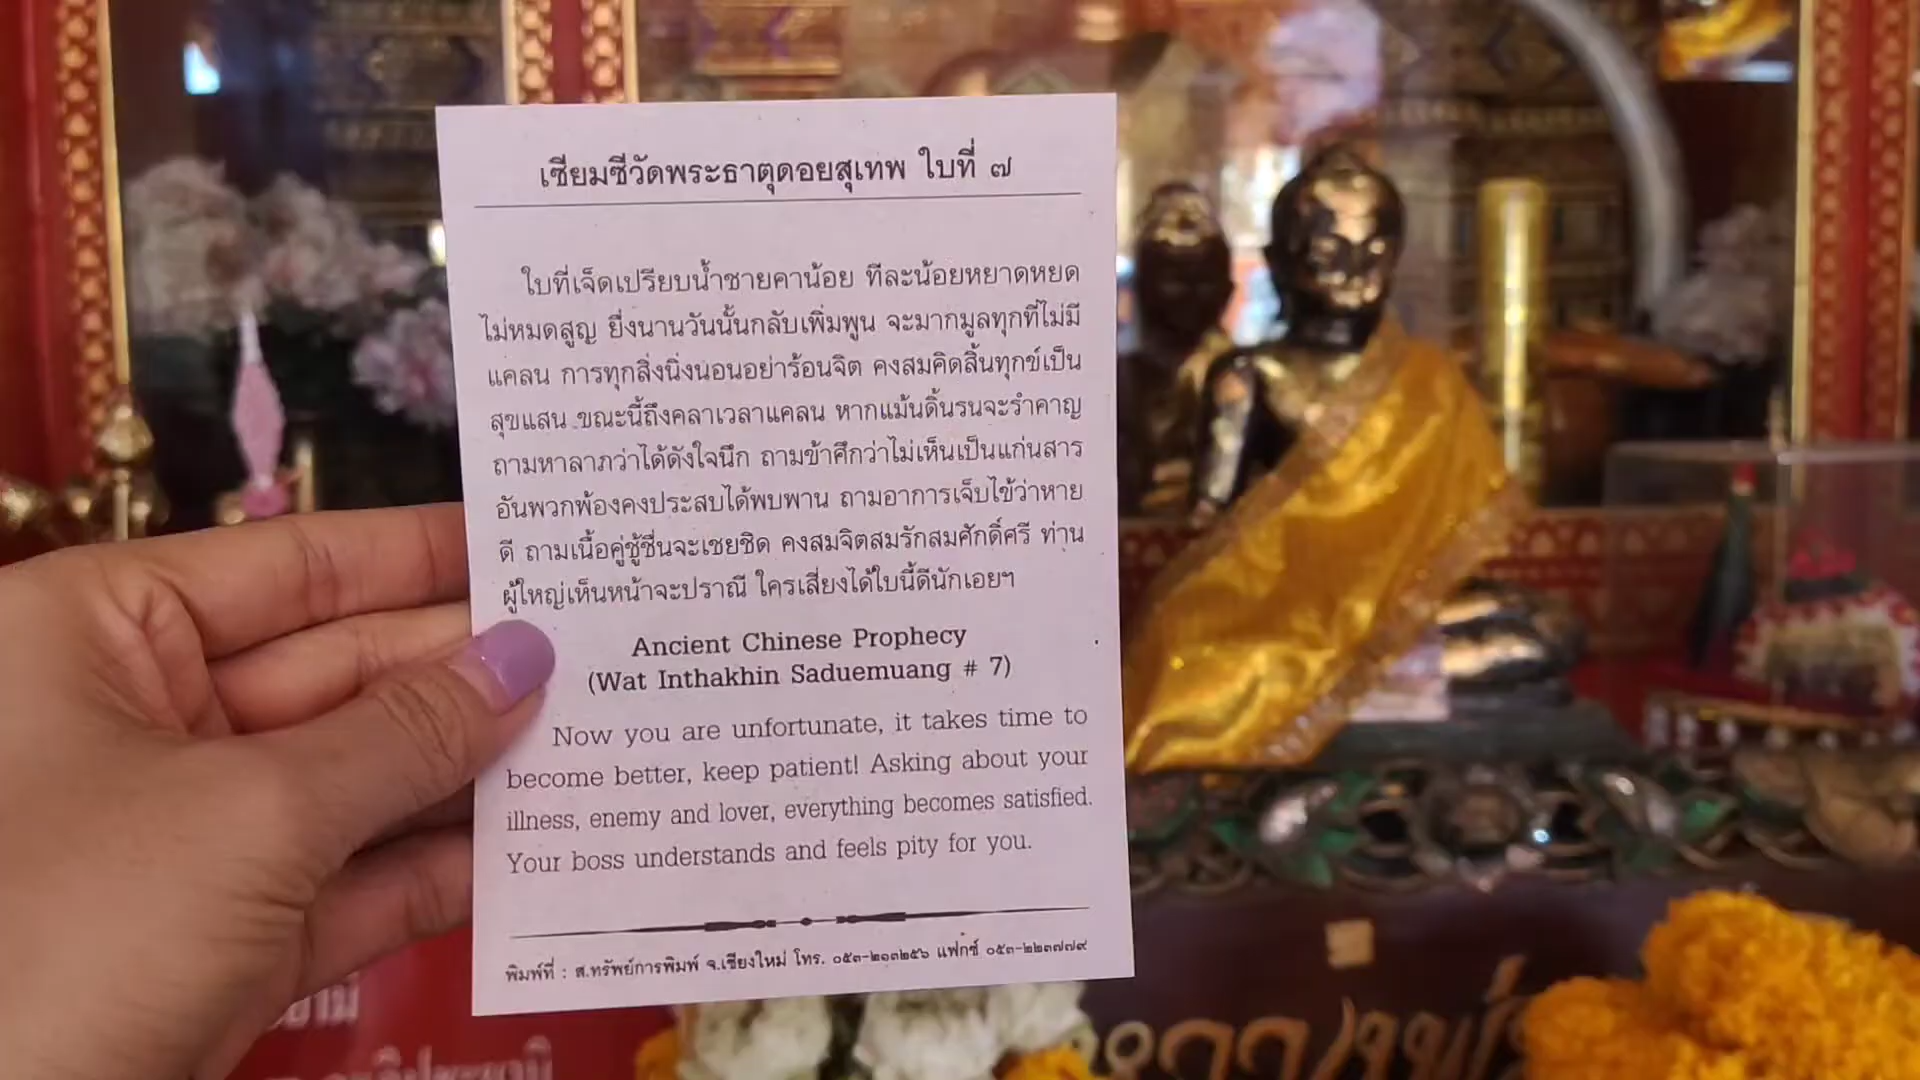 เซียมซีวัดพระธาตุดอยสุเทพ ใบที่ ๗
ใบที่เจ็ดเปรียบน้ำชายคาน้อย ทีละน้อยหยาดหยด
ไม่หมดสูญ ยิ่งนานวันนั้นกลับเพิ่มพูน จะมากมูลทุกที่ไม่มี
แคลน การทุกสิ่งนิ่งนอนอย่าร้อนจิต คงสมคิดสิ้นทุกข์เป็น
สุขแสน ขณะนี้ถึงคลาเวลาแคลน หากแม้นดิ้นรนจะรำคาญ
ถามหาลาภว่าได้ดังใจนึก ถามข้าศึกว่าไม่เห็นเป็นแก่นสาร
อันพวกพ้องคงประสบได้พบพาน ถามอาการเจ็บไข้ว่าหาย
ดี ถามเนื้อคู่ชู้ชื่นจะเชยชิด คงสมจิตสมรักสมศักดิ์ศรี ท่าน
ผู้ใหญ่เห็นหน้าจะปราณี ใครเสี่ยงได้ใบนี้ดีนักเอยฯ
Ancient Chinese Prophecy
(Wat Inthakhin Saduemuang # 7)
Now you are unfortunate, it takes time to
become better, keep patient! Asking about your
illness, enemy and lover, everything becomes satisfied.
Your boss understands and feels pity for you.
พิมพ์ที่ : ส.ทรัพย์การพิมพ์ จ.เชียงใหม่ โทร. ๐๕๓-๒๑๓๒๕๖ แฟกซ์ ๐๕๓-๒๒๓๗๗๙